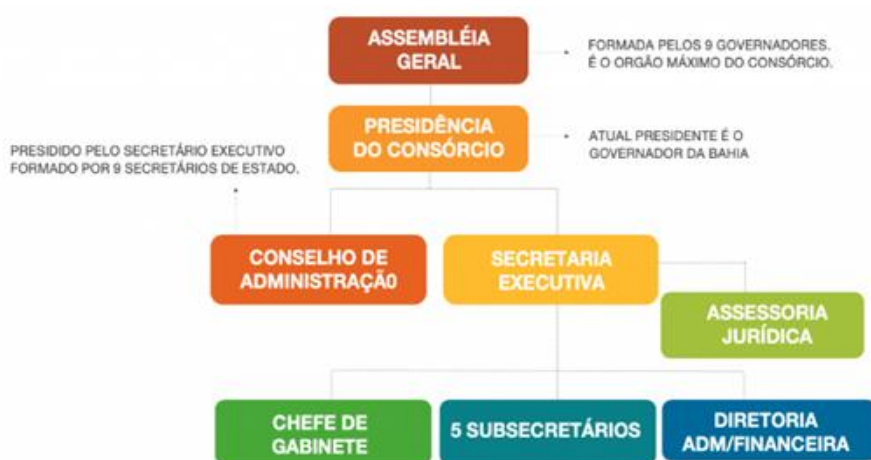 ASSEMBLÉIA
GERAL
FORMADA PELOS 9 GOVERNADORES.
É O ORGÃO MÁXIMO DO CONSÓRCIO.
PRESIDÊNCIA
DO CONSÓRCIO
ATUAL PRESIDENTE É O
GOVERNADOR DA BAHIA
PRESIDIDO PELO SECRETÁRIO EXECUTIVO
FORMADO POR 9 SECRETÁRIOS DE ESTADO.
CONSELHO DE
ADMINISTRAÇÃO
SECRETARIA
EXECUTIVA
ASSESSORIA
JURÍDICA
CHEFE DE
GABINETE
5 SUBSECRETÁRIOS
DIRETORIA
ADM/FINANCEIRA